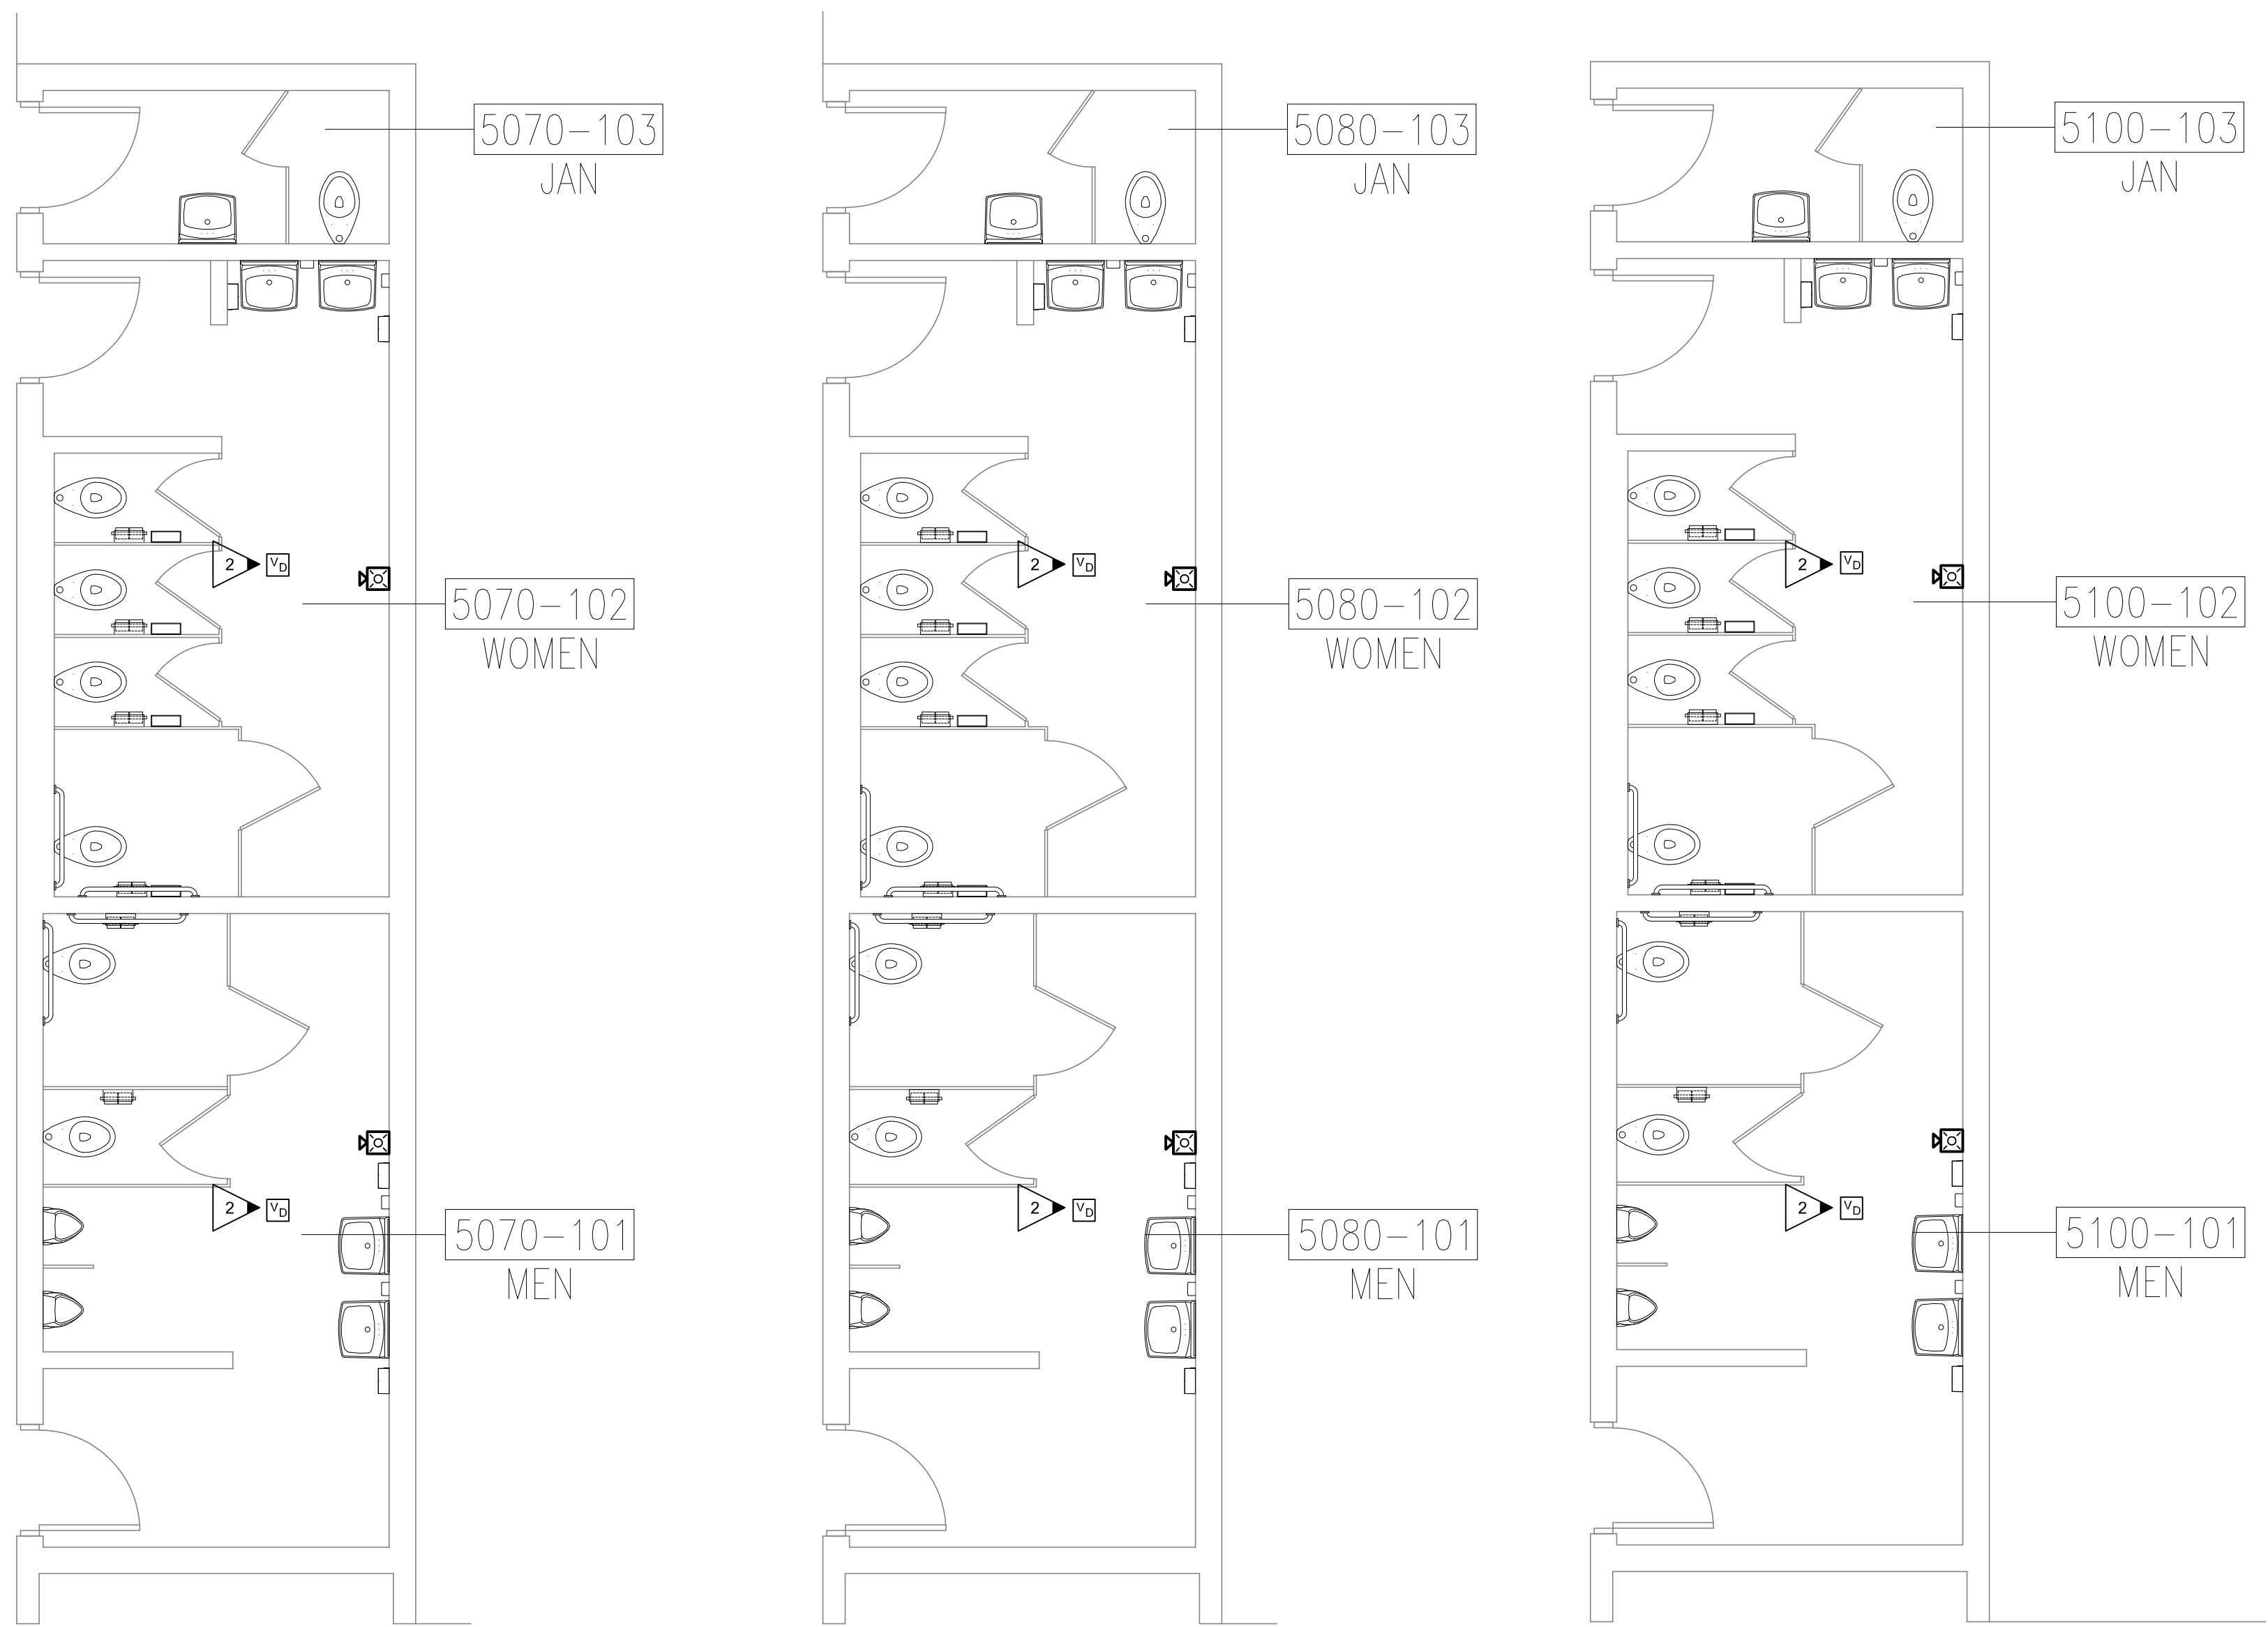 5070-103
JAN
5080-103
JAN
5100-103
JAN
2
VD
2
VD
2
VD
5070-102
WOMEN
5080-102
WOMEN
5100-102
WOMEN
2
VD
2
VD
2
VD
5070-101
MEN
5080-101
MEN
5100-101
MEN